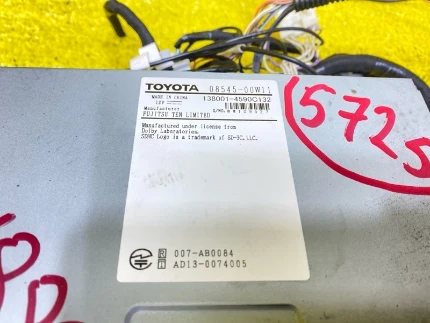 TOYOTA 08545-00W11
MADE IN CHINA 138001-4590C132
12V
Manufacturer
FUJITSU TEN LIMITED
Manufactured under license from
Dolby Laboratories.
SDHC Logo is a trademark of SD-3C, LLC.
R 007-AB0084
AD13-0074005
5725